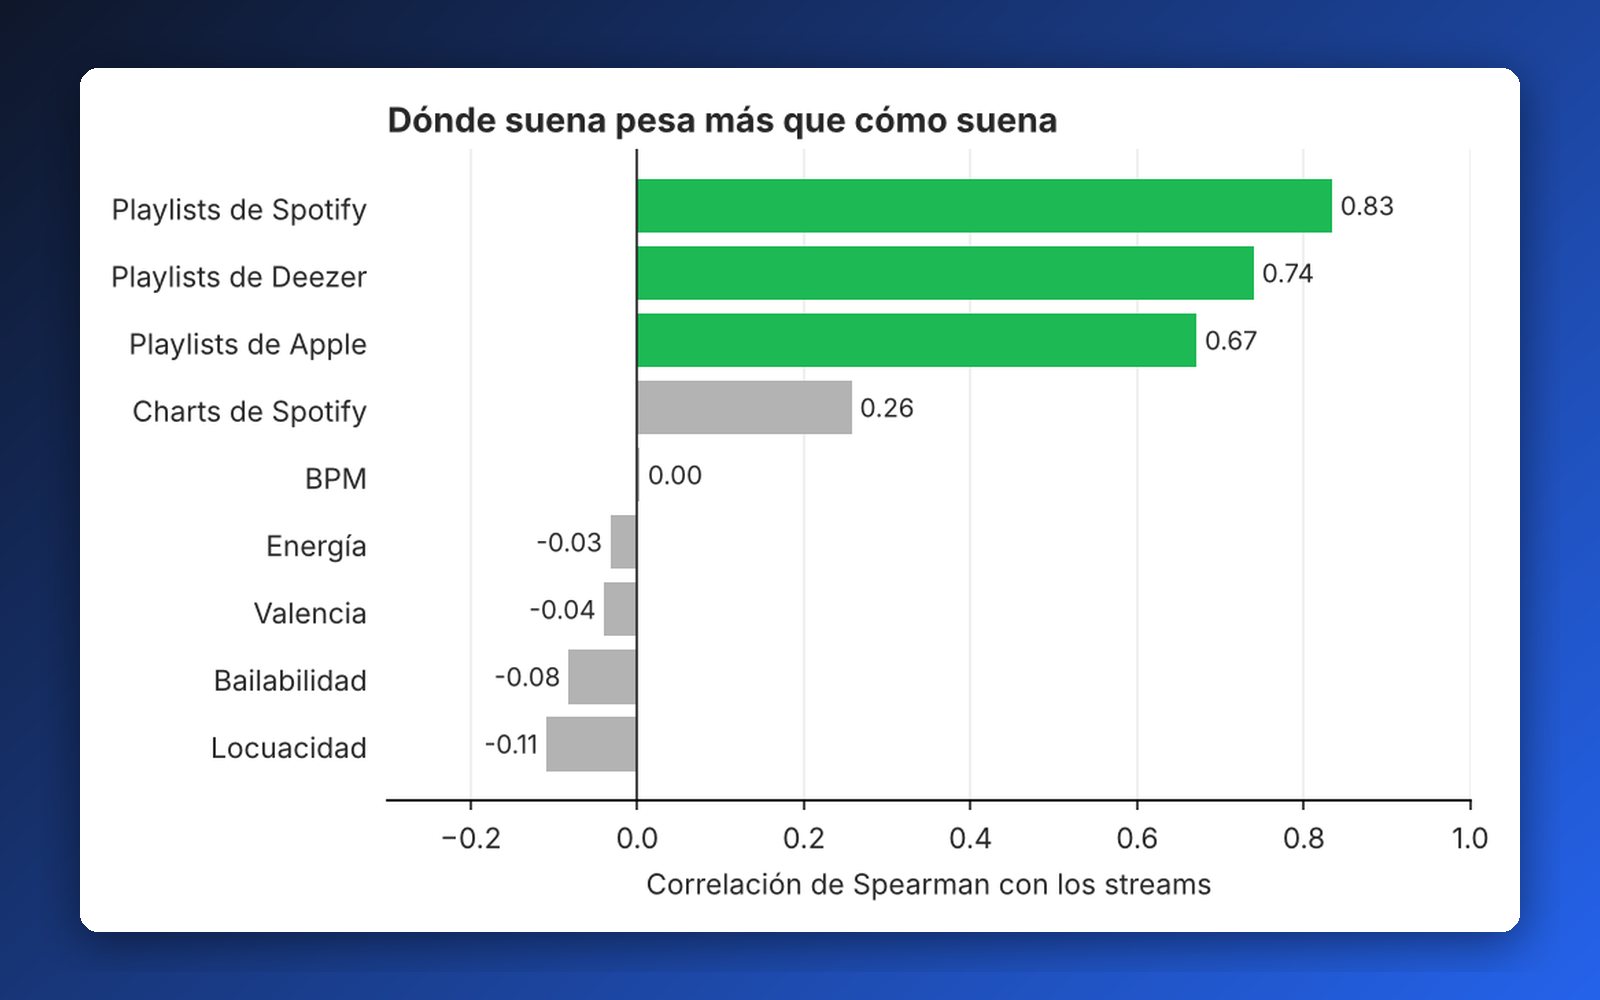 Dónde suena pesa más que cómo suena
Playlists de Spotify 0.83
Playlists de Deezer 0.74
Playlists de Apple 0.67
Charts de Spotify 0.26
BPM 0.00
Energía -0.03
Valencia -0.04
Bailabilidad -0.08
Locuacidad -0.11
−0.2 0.0 0.2 0.4 0.6 0.8 1.0
Correlación de Spearman con los streams